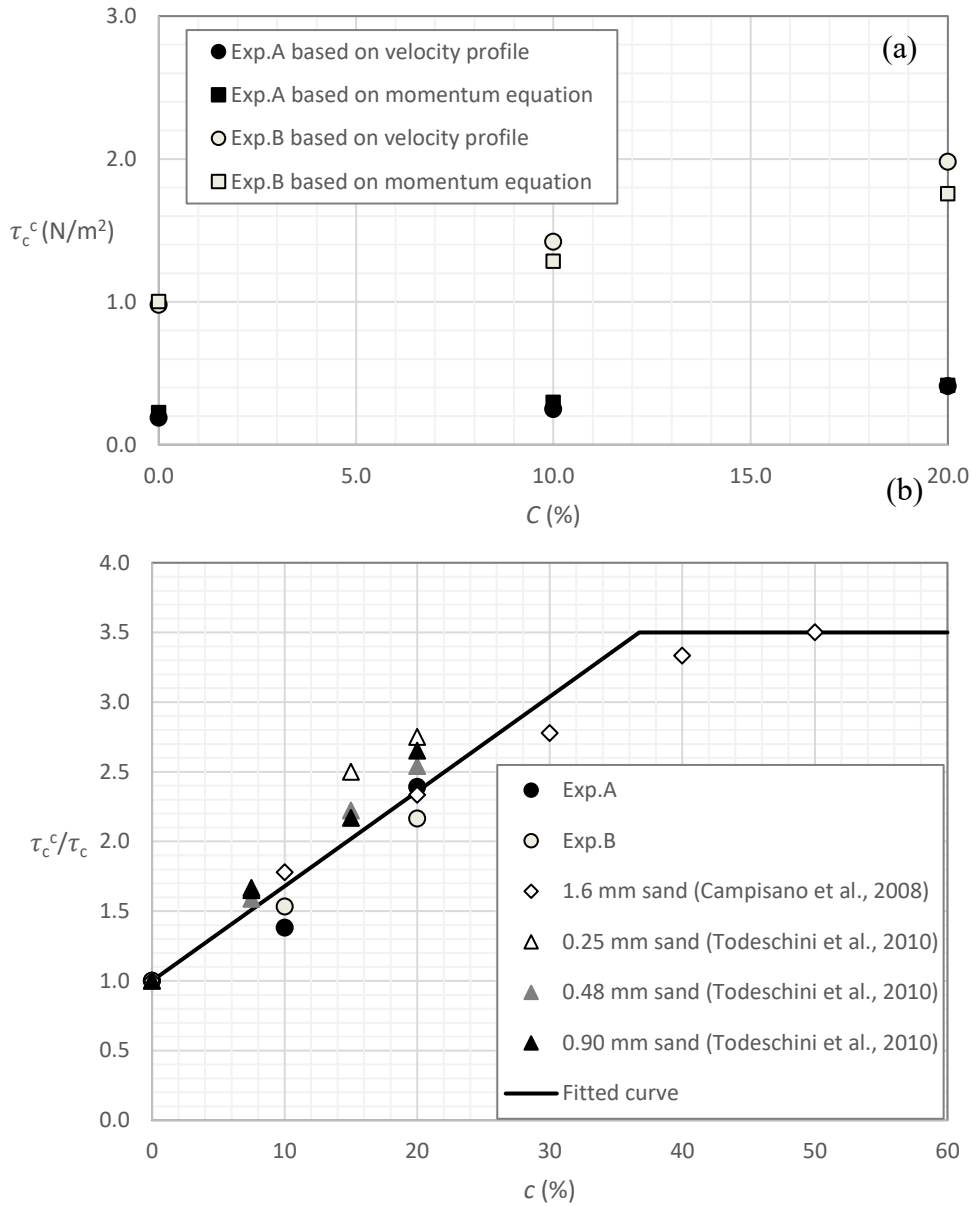 3.0
(a)
Exp.A based on velocity profile
Exp.A based on momentum equation
Exp.B based on velocity profile
Exp.B based on momentum equation
2.0
τcᶜ (N/m²)
1.0
0.0
0.0 5.0 10.0 15.0 20.0
(b)
C (%)
4.0
3.5
3.0
2.5
Exp.A
Exp.B
2.0
τcᶜ/τc
1.6 mm sand (Campisano et al., 2008)
1.5
0.25 mm sand (Todeschini et al., 2010)
1.0
0.48 mm sand (Todeschini et al., 2010)
0.90 mm sand (Todeschini et al., 2010)
0.5
Fitted curve
0.0
0 10 20 30 40 50 60
c (%)